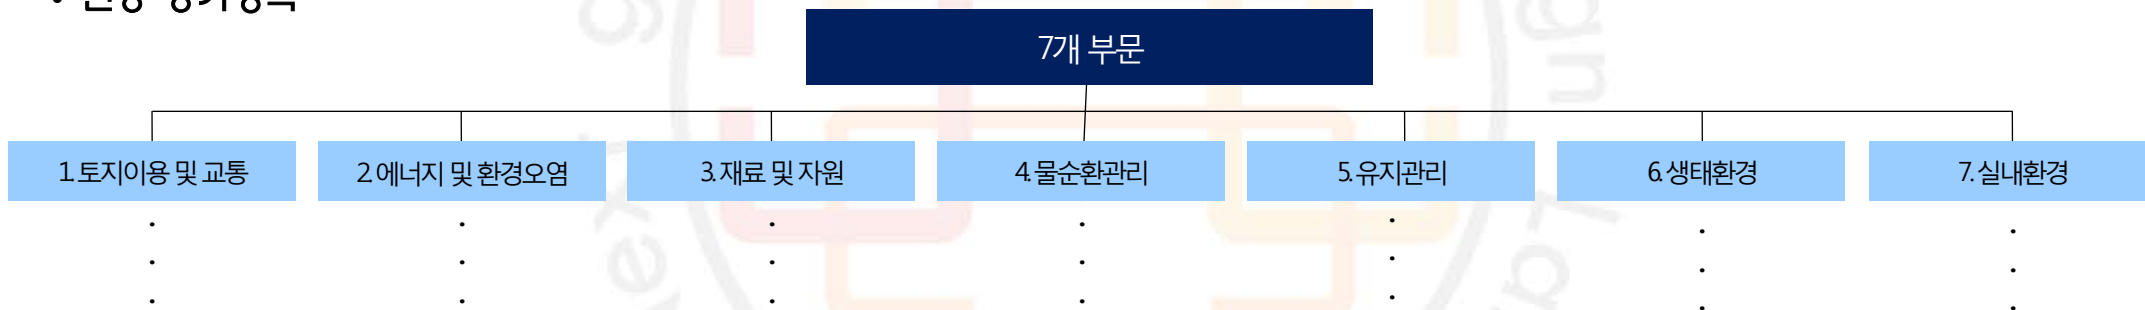 7개 부문
1.토지이용 및 교통
2.에너지 및 환경오염
3.재료 및 자원
4.물순환관리
5.유지관리
6.생태환경
7.실내환경